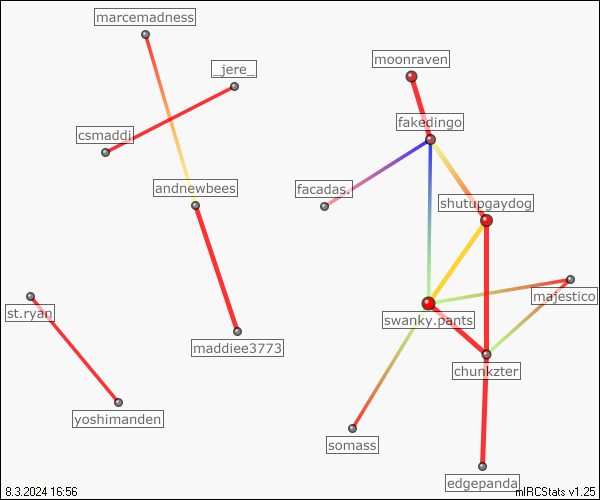 marcemadness
_jere_
moonraven
csmaddi
fakedingo
andnewbees
facadas.
shutupgaydog
st.ryan
majestico
swanky.pants
maddiee3773
chunkzter
yoshimanden
somass
edgepanda
8.3.2024 16:56
mIRCStats v1.25